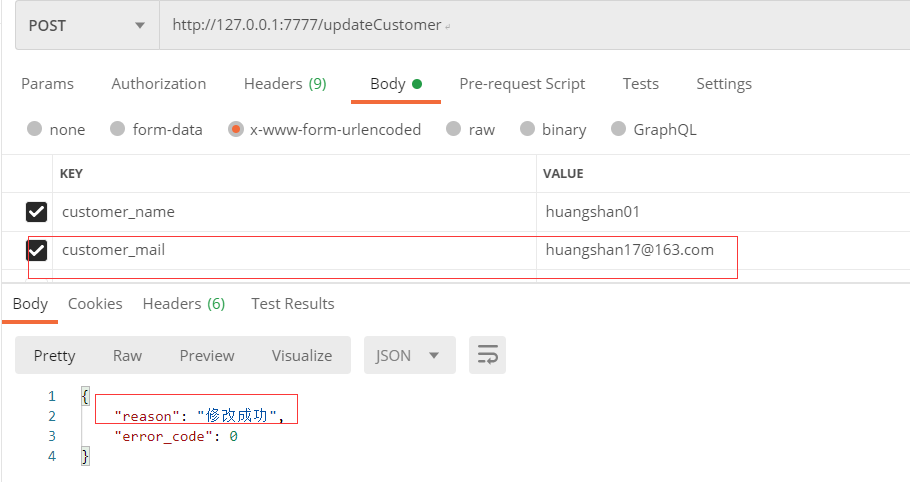 POST http://127.0.0.1:7777/updateCustomer
Params Authorization Headers (9) Body Pre-request Script Tests Settings
none form-data x-www-form-urlencoded raw binary GraphQL
KEY VALUE
customer_name huangshan01
customer_mail huangshan17@163.com
Body Cookies Headers (6) Test Results
Pretty Raw Preview Visualize JSON
1 {
2 "reason": "修改成功",
3 "error_code": 0
4 }